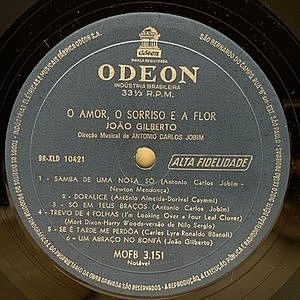 ODEON
INDÚSTRIA BRASILEIRA
33⅓ R.P.M.
O AMOR, O SORRISO E A FLOR
JOÃO GILBERTO
Direção Musical de ANTONIO CARLOS JOBIM
BR-XLD 10421
ALTA FIDELIDADE
1 - SAMBA DE UMA NOTA SÓ (Antonio Carlos Jobim -
Newton Mendonça)
2 - DORALICE (Antônio Almeida-Dorival Caymmi)
3 - SÓ EM TEUS BRAÇOS (Antonio Carlos Jobim)
4 - TREVO DE 4 FOLHAS (I'm Looking Over a Four Leaf Clover)
(Mort Dixon-Harry Woods-versão de Nilo Sergio)
5 - SE É TARDE ME PERDÔA (Carlos Lyra Ronaldo Bôscoli)
6 - UM ABRAÇO NO BONFÁ (João Gilberto)
MOFB 3.151